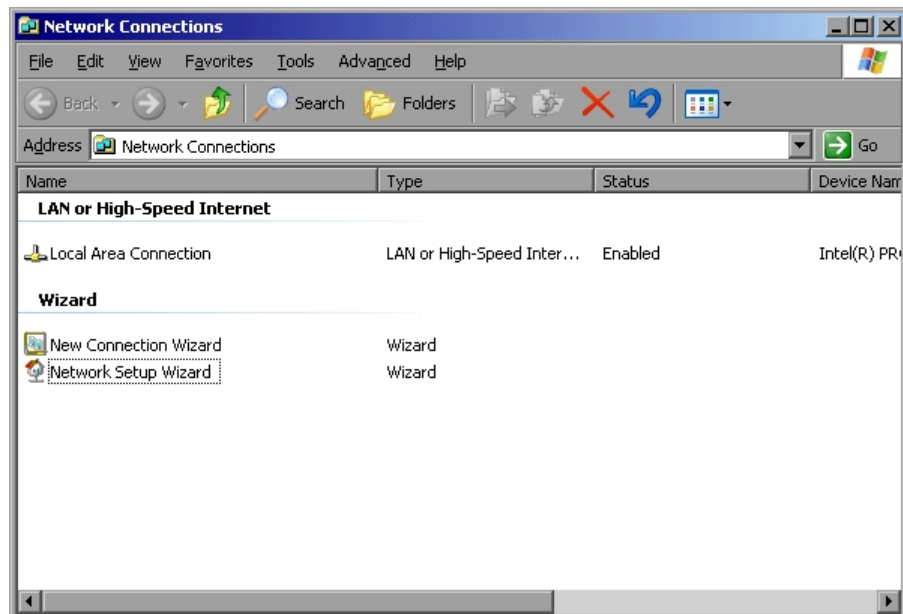 Network Connections
File Edit View Favorites Tools Advanced Help
Back Search Folders
Address Network Connections Go
Name Type Status Device Nam
LAN or High-Speed Internet
Local Area Connection LAN or High-Speed Inter... Enabled Intel(R) PR
Wizard
New Connection Wizard Wizard
Network Setup Wizard Wizard